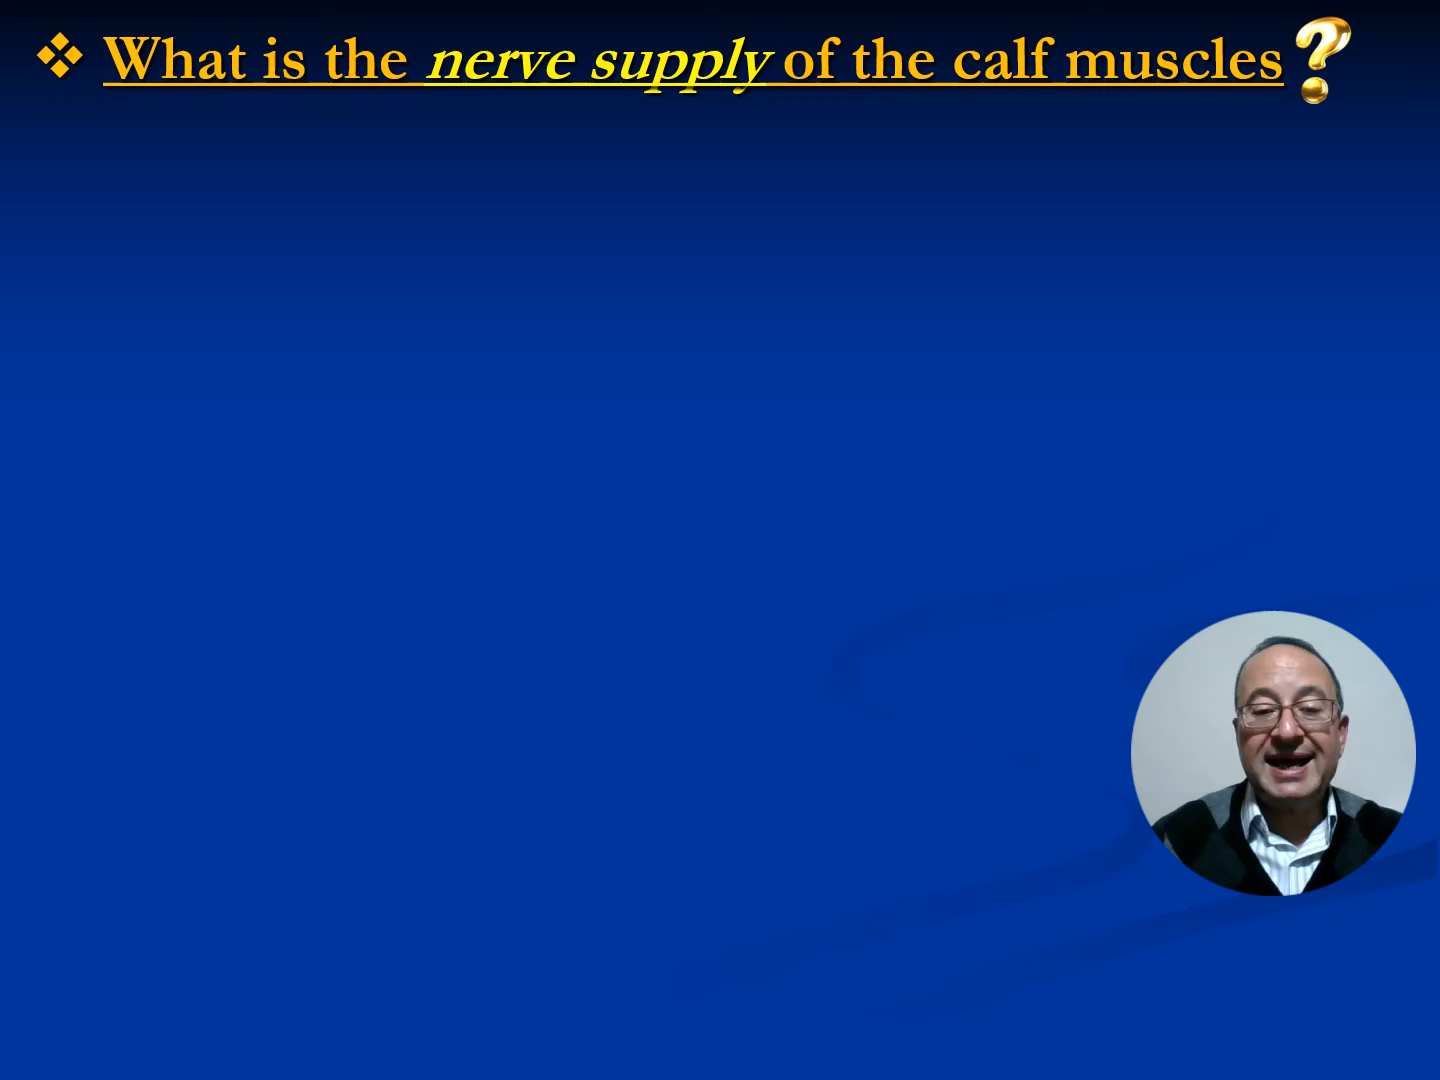 ❖ What is the nerve supply of the calf muscles?